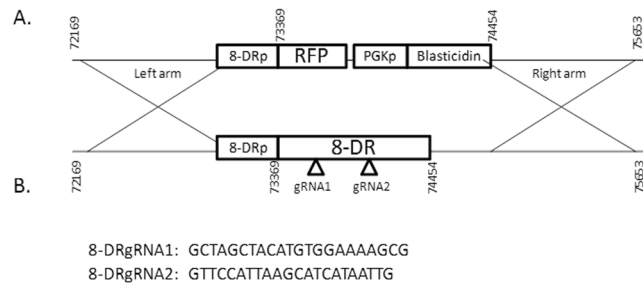 A.
72169
73369
74454
75653
8-DRp
RFP
PGKp
Blasticidin
Left arm
Right arm
8-DRp
8-DR
72169
73369
gRNA1
gRNA2
74454
75653
B.
8-DRgRNA1: GCTAGCTACATGTGGAAAAGCG
8-DRgRNA2: GTTCCATTAAGCATCATAATTG